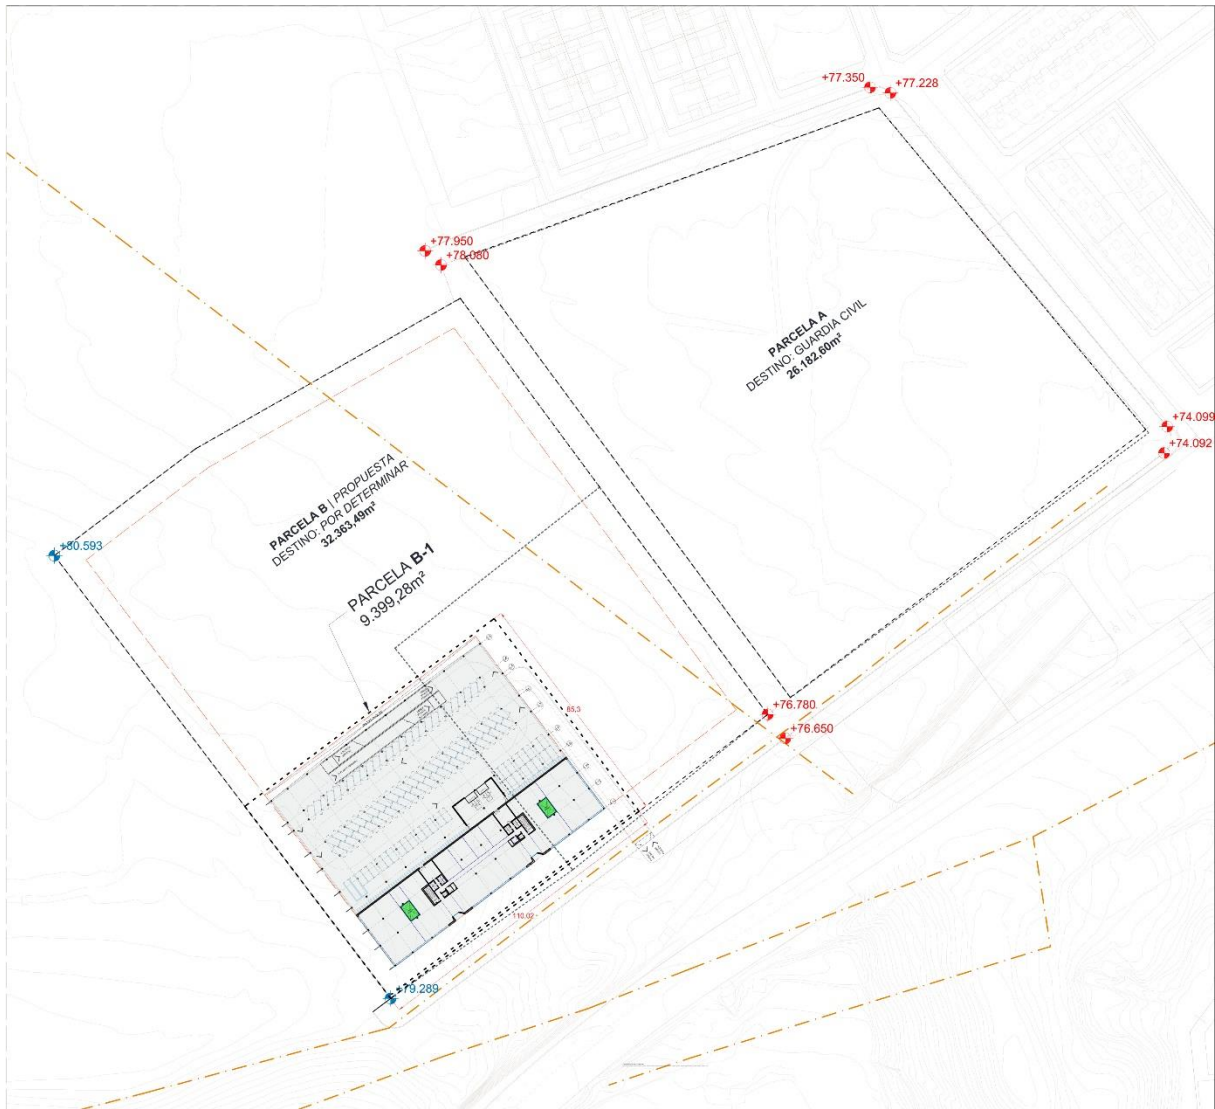 +77.350
+77.228
+77.950
+78.080
PARCELA A
DESTINO: GUARDIA CIVIL
26.182,60m²
+74.099
+74.092
PARCELA B | PROPUESTA
DESTINO: POR DETERMINAR
32.363,49m²
+80.593
PARCELA B-1
9.399,28m²
85,3
+76.780
+76.650
110.02
+79.289